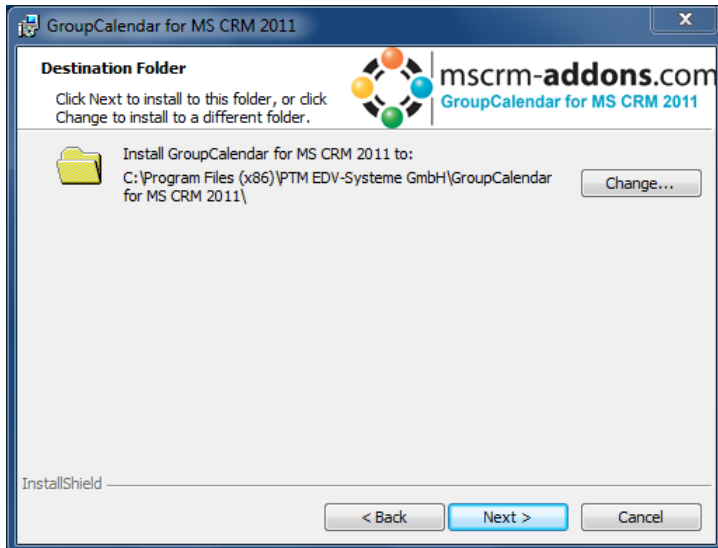 GroupCalendar for MS CRM 2011
X
Destination Folder
Click Next to install to this folder, or click
Change to install to a different folder.
mscrm-addons.com
GroupCalendar for MS CRM 2011
Install GroupCalendar for MS CRM 2011 to:
C:\Program Files (x86)\PTM EDV-Systeme GmbH\GroupCalendar
for MS CRM 2011\
Change...
InstallShield
< Back
Next >
Cancel